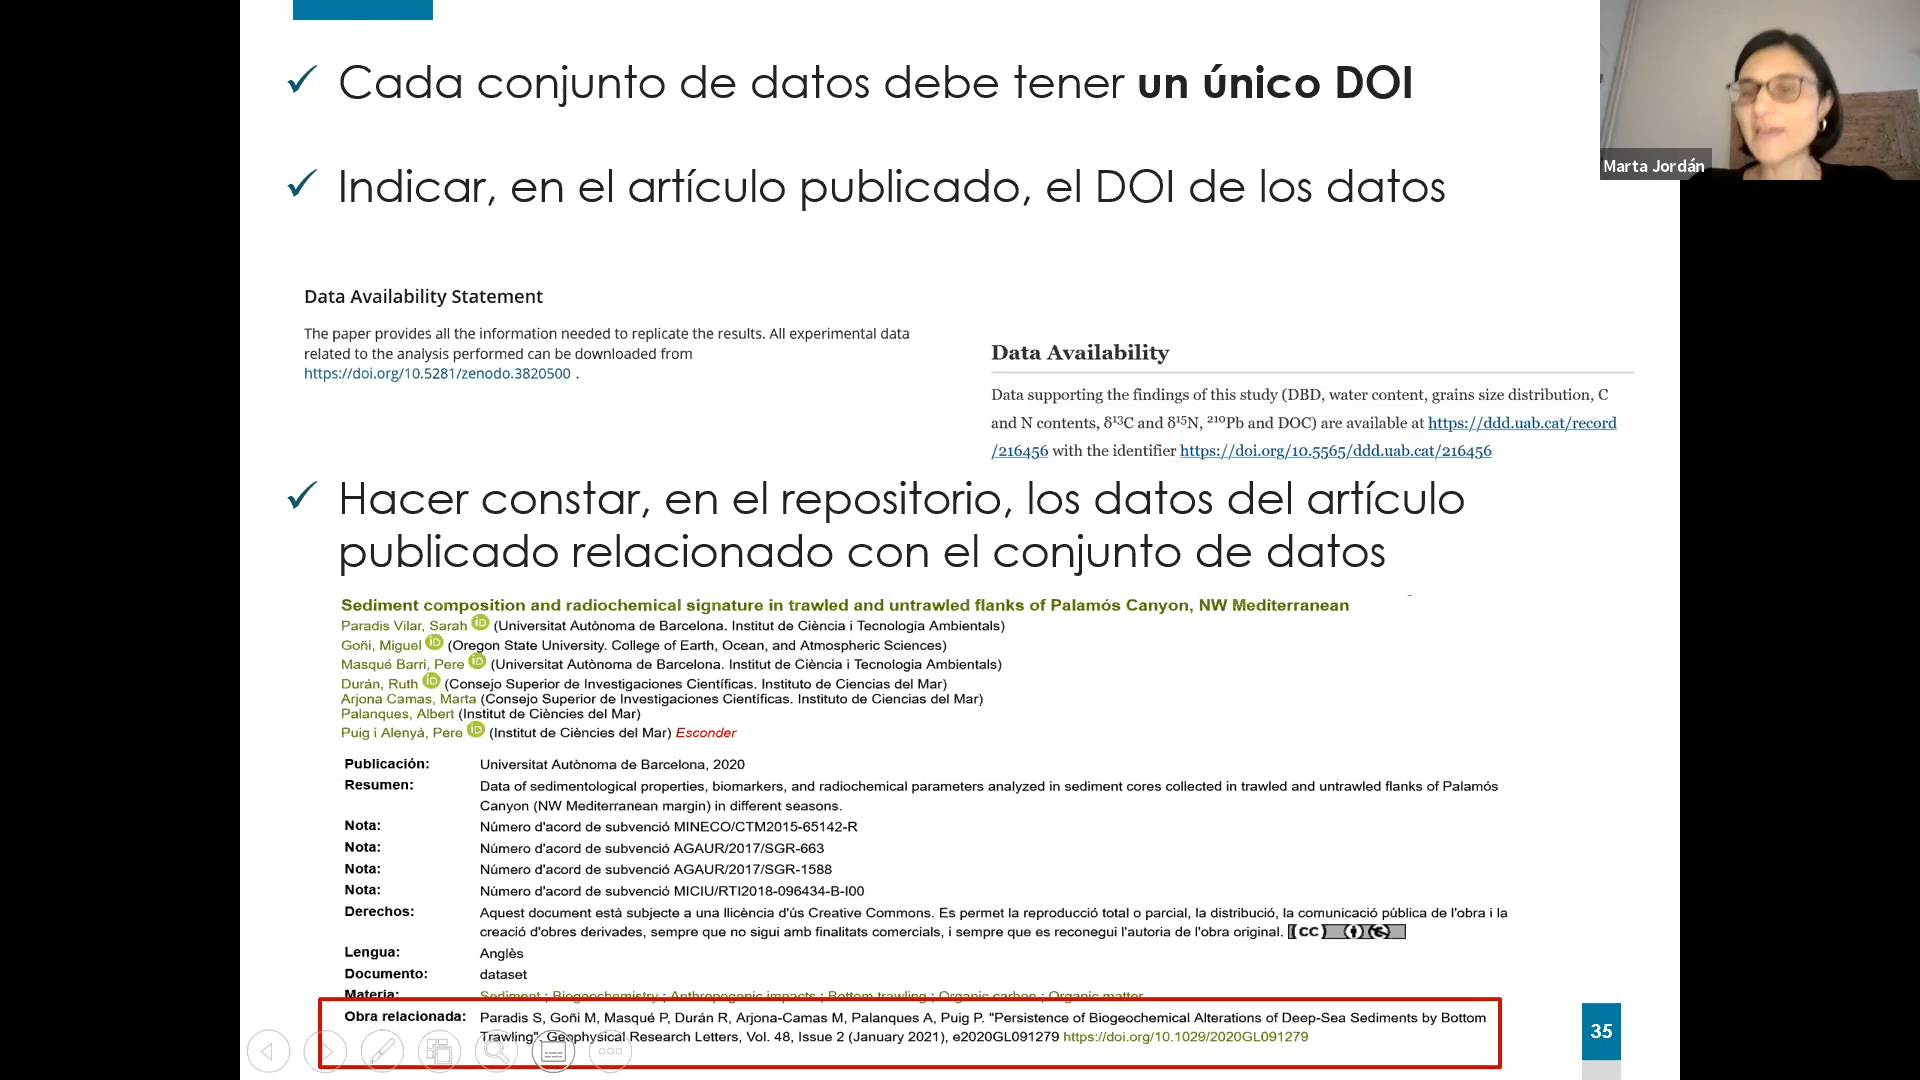 ✓ Cada conjunto de datos debe tener un único DOI
Marta Jordán
✓ Indicar, en el artículo publicado, el DOI de los datos
Data Availability Statement
The paper provides all the information needed to replicate the results. All experimental data
related to the analysis performed can be downloaded from
https://doi.org/10.5281/zenodo.3820500 .
Data Availability
Data supporting the findings of this study (DBD, water content, grains size distribution, C
and N contents, δ¹³C and δ¹⁵N, ²¹⁰Pb and DOC) are available at https://ddd.uab.cat/record
/216456 with the identifier https://doi.org/10.5565/ddd.uab.cat/216456
✓ Hacer constar, en el repositorio, los datos del artículo
publicado relacionado con el conjunto de datos
Sediment composition and radiochemical signature in trawled and untrawled flanks of Palamós Canyon, NW Mediterranean
Paradis Vilar, Sarah iD (Universitat Autònoma de Barcelona. Institut de Ciència i Tecnologia Ambientals)
Goñi, Miguel iD (Oregon State University. College of Earth, Ocean, and Atmospheric Sciences)
Masqué Barri, Pere iD (Universitat Autònoma de Barcelona. Institut de Ciència i Tecnologia Ambientals)
Durán, Ruth iD (Consejo Superior de Investigaciones Científicas. Instituto de Ciencias del Mar)
Arjona Camas, Marta (Consejo Superior de Investigaciones Científicas. Instituto de Ciencias del Mar)
Palanques, Albert (Institut de Ciències del Mar)
Puig i Alenyà, Pere iD (Institut de Ciències del Mar) Esconder
Publicación: Universitat Autònoma de Barcelona, 2020
Resumen: Data of sedimentological properties, biomarkers, and radiochemical parameters analyzed in sediment cores collected in trawled and untrawled flanks of Palamós
Canyon (NW Mediterranean margin) in different seasons.
Nota: Número d'acord de subvenció MINECO/CTM2015-65142-R
Nota: Número d'acord de subvenció AGAUR/2017/SGR-663
Nota: Número d'acord de subvenció AGAUR/2017/SGR-1588
Nota: Número d'acord de subvenció MICIU/RTI2018-096434-B-I00
Derechos: Aquest document està subjecte a una llicència d'ús Creative Commons. Es permet la reproducció total o parcial, la distribució, la comunicació pública de l'obra i la
creació d'obres derivades, sempre que no sigui amb finalitats comercials, i sempre que es reconegui l'autoria de l'obra original. CC
Lengua: Anglès
Documento: dataset
Materia: Sediment ; Biogeochemistry ; Anthropogenic impacts ; Bottom trawling ; Organic carbon ; Organic matter
Obra relacionada: Paradis S, Goñi M, Masqué P, Durán R, Arjona-Camas M, Palanques A, Puig P. "Persistence of Biogeochemical Alterations of Deep-Sea Sediments by Bottom
Trawling". Geophysical Research Letters, Vol. 48, Issue 2 (January 2021), e2020GL091279 https://doi.org/10.1029/2020GL091279
35